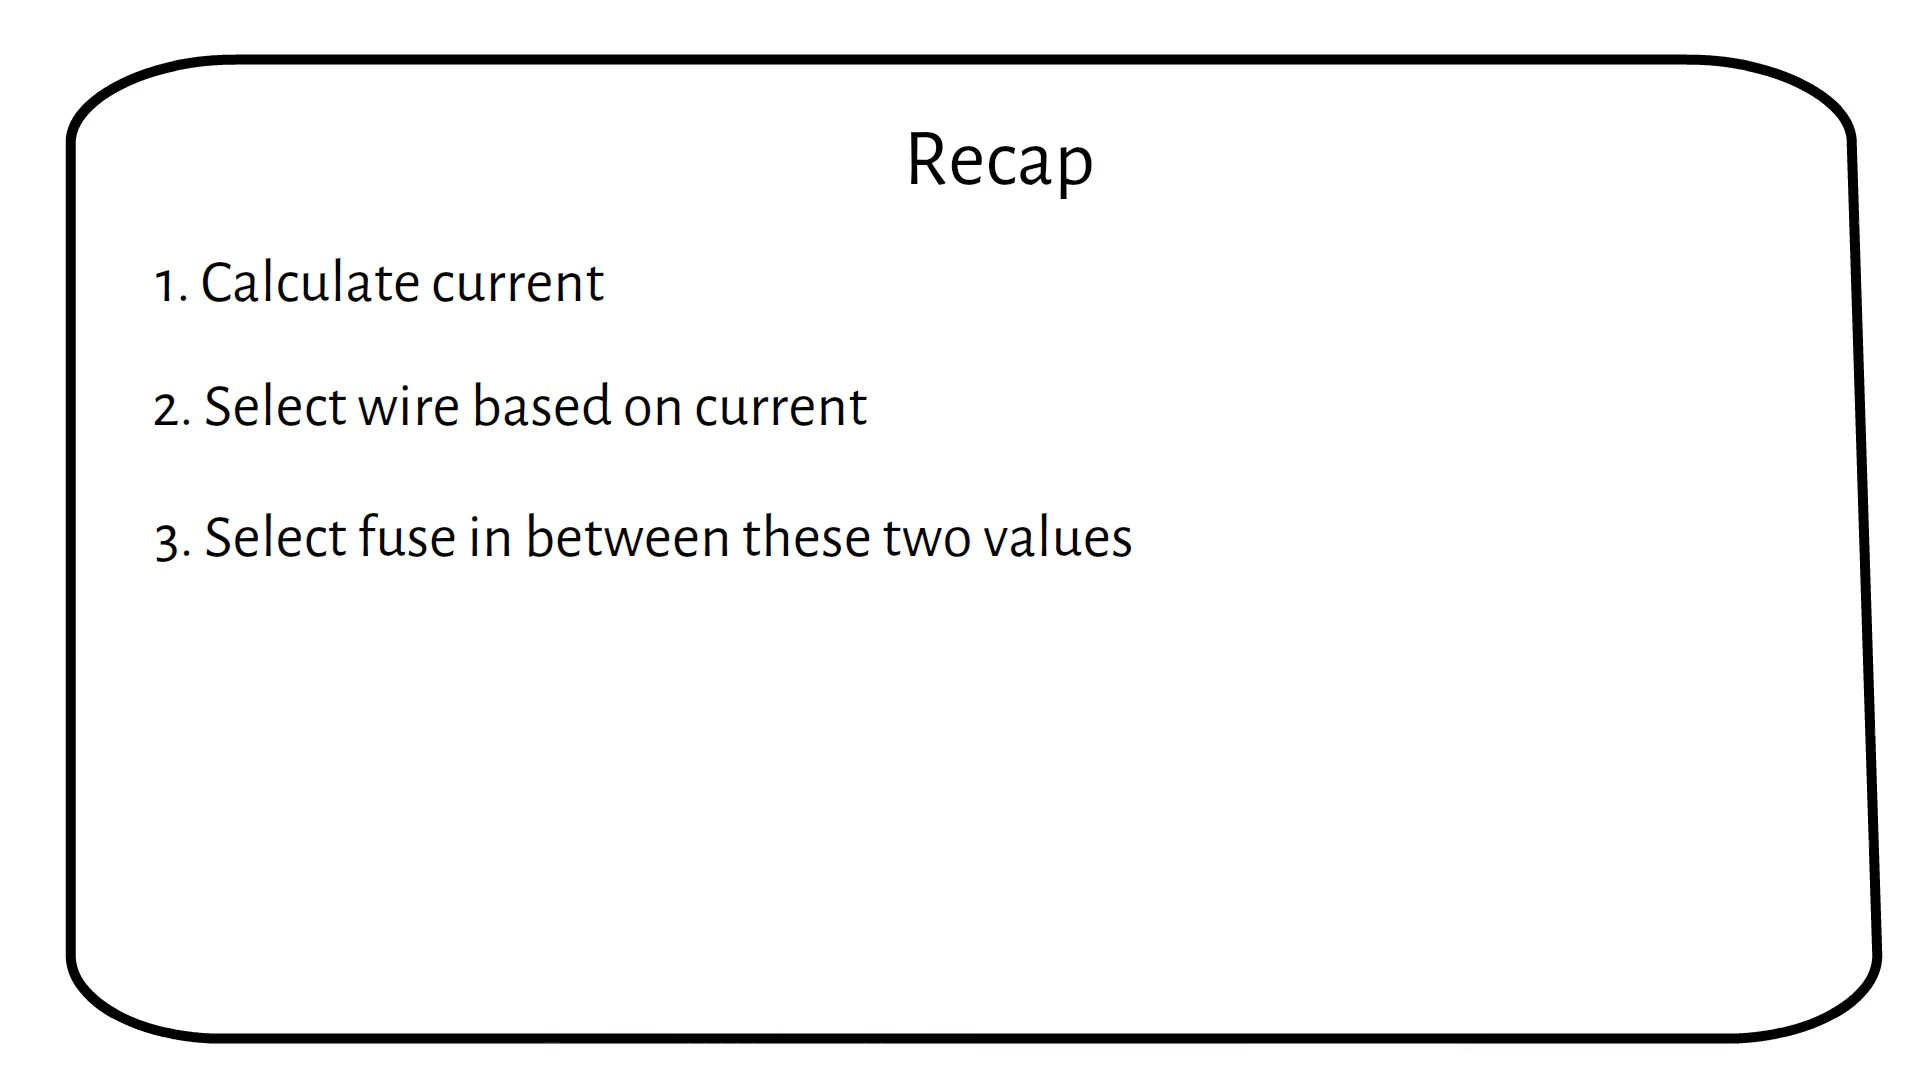 Recap
1. Calculate current
2. Select wire based on current
3. Select fuse in between these two values